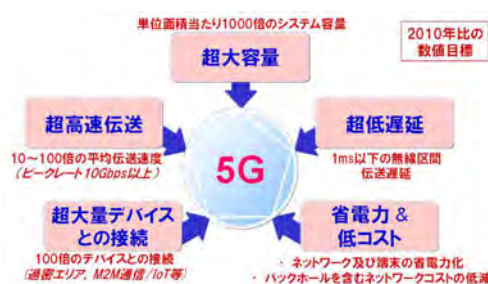 単位面積当たり1000倍のシステム容量
2010年比の
数値目標
超大容量
超高速伝送
10～100倍の平均伝送速度
(ピークレート10Gbps以上)
超低遅延
1ms以下の無線区間
伝送遅延
5G
超大量デバイス
との接続
100倍のデバイスとの接続
(過密エリア, M2M通信/IoT等)
省電力 &
低コスト
・ ネットワーク及び端末の省電力化
・ バックホールを含むネットワークコストの低減